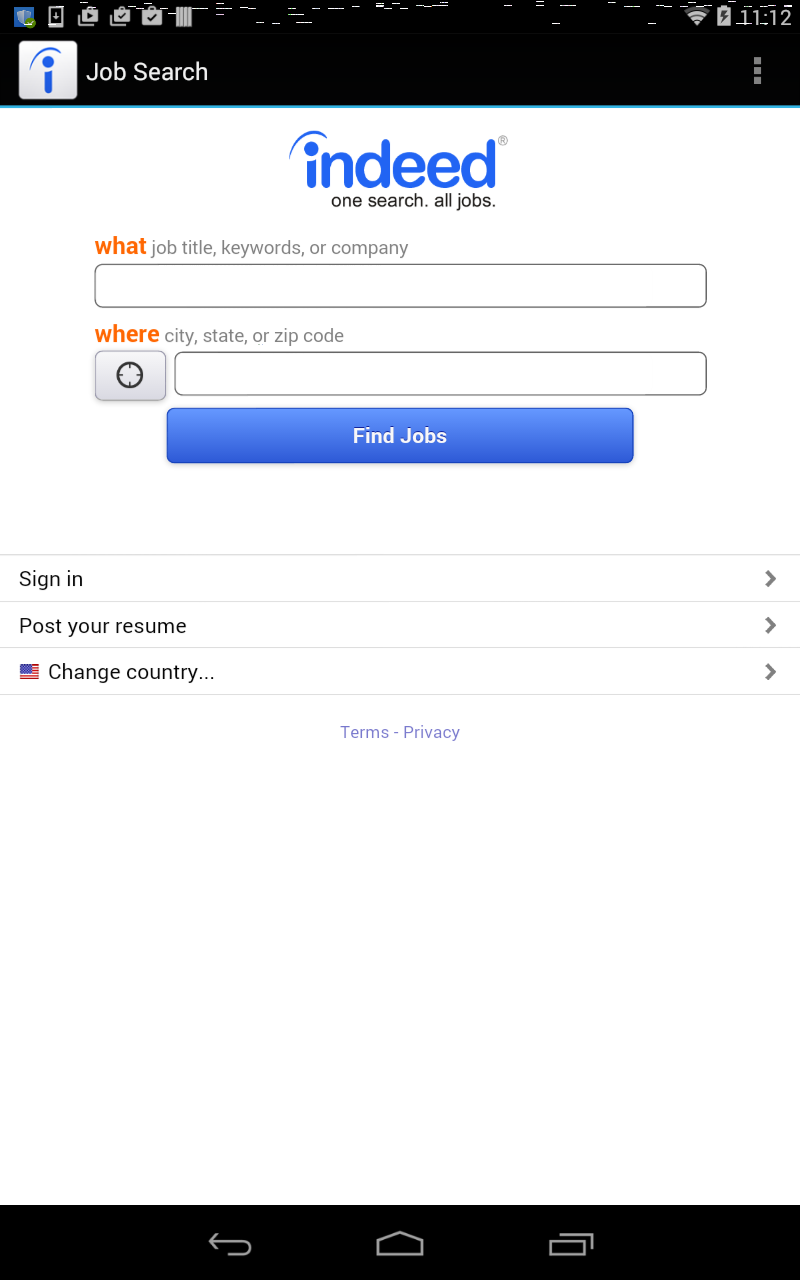 11:12
Job Search
indeed®
one search. all jobs.
what job title, keywords, or company
where city, state, or zip code
Find Jobs
Sign in
Post your resume
Change country...
Terms - Privacy